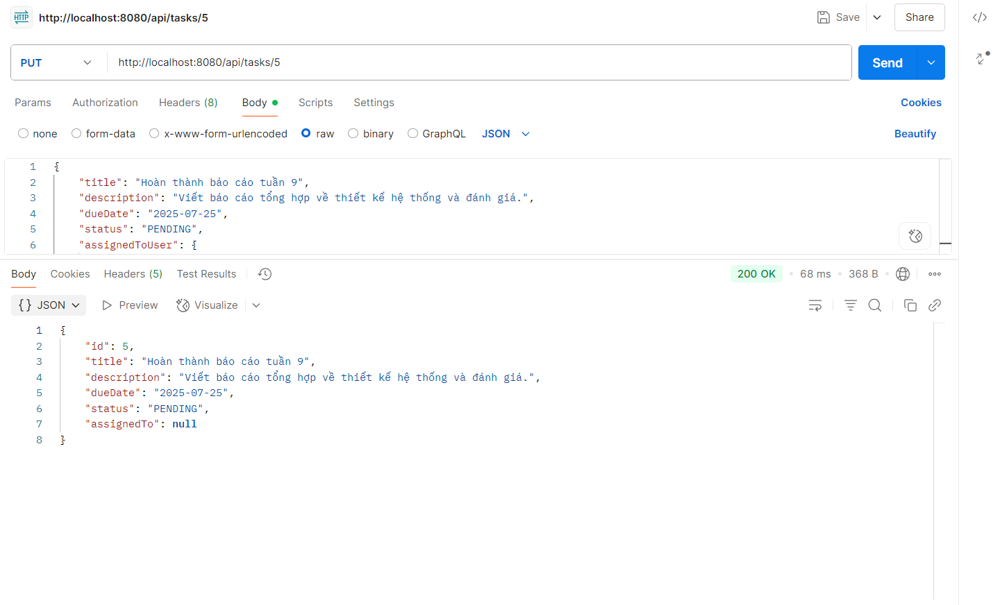 HTTP http://localhost:8080/api/tasks/5 Save Share
PUT http://localhost:8080/api/tasks/5 Send
Params Authorization Headers (8) Body Scripts Settings Cookies
none form-data x-www-form-urlencoded raw binary GraphQL JSON Beautify
1 {
2 "title": "Hoàn thành báo cáo tuần 9",
3 "description": "Viết báo cáo tổng hợp về thiết kế hệ thống và đánh giá.",
4 "dueDate": "2025-07-25",
5 "status": "PENDING",
6 "assignedToUser": {
Body Cookies Headers (5) Test Results 200 OK 68 ms 368 B
{} JSON Preview Visualize
1 {
2 "id": 5,
3 "title": "Hoàn thành báo cáo tuần 9",
4 "description": "Viết báo cáo tổng hợp về thiết kế hệ thống và đánh giá.",
5 "dueDate": "2025-07-25",
6 "status": "PENDING",
7 "assignedTo": null
8 }